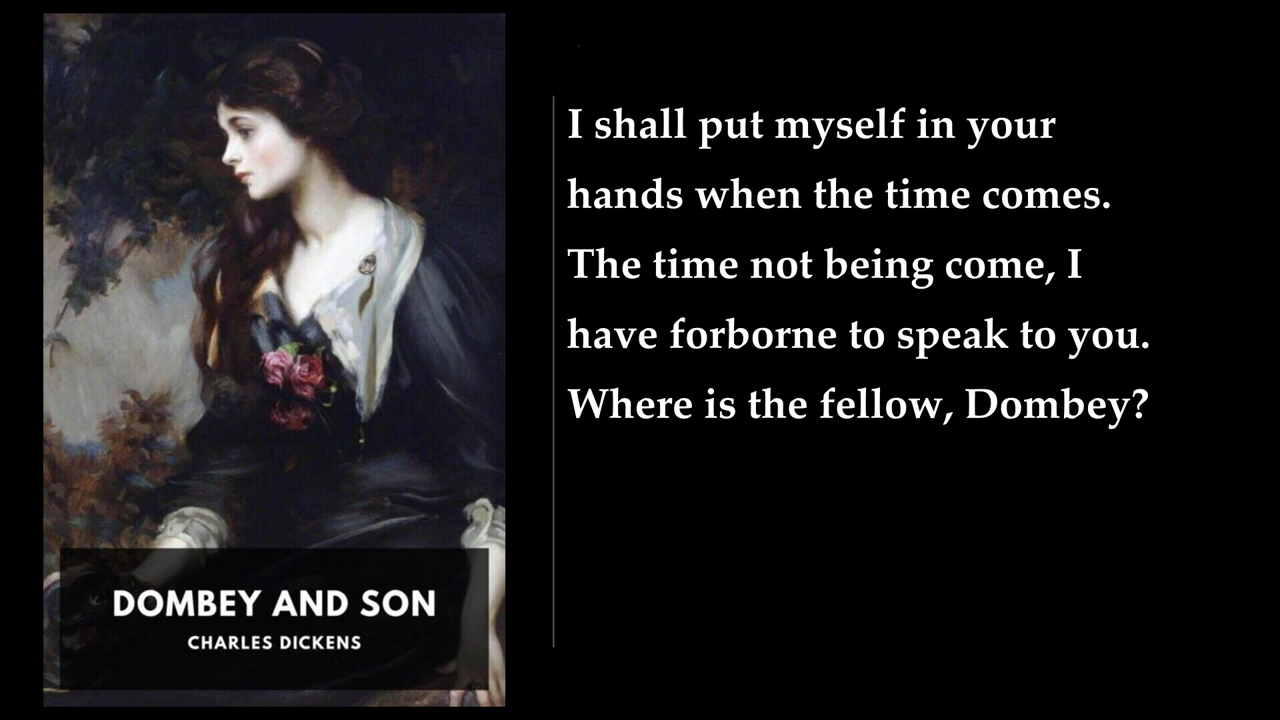 I shall put myself in your
hands when the time comes.
The time not being come, I
have forborne to speak to you.
Where is the fellow, Dombey?
DOMBEY AND SON
CHARLES DICKENS